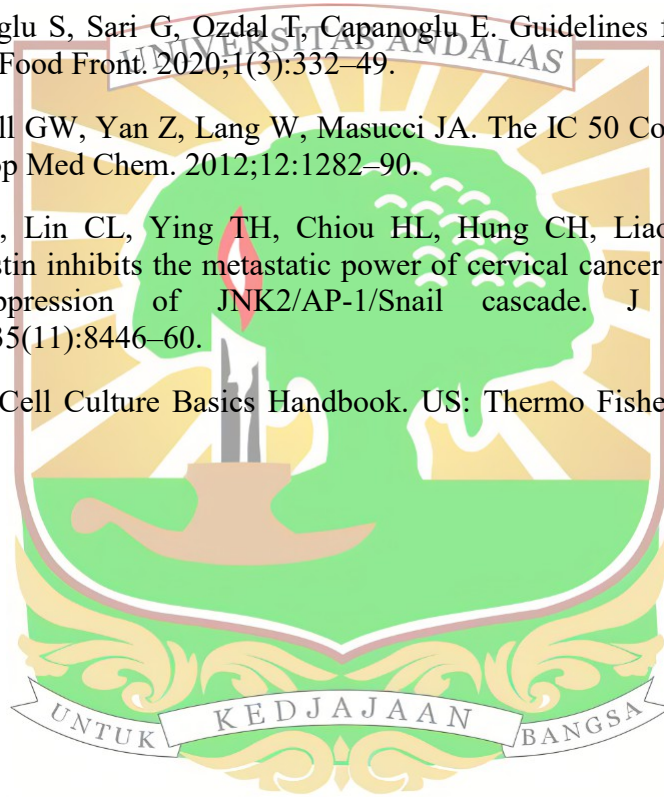 glu S, Sari G, Ozdal T, Capanoglu E. Guidelines f
UNIVERSITAS ANDALAS
Food Front. 2020;1(3):332–49.
ll GW, Yan Z, Lang W, Masucci JA. The IC 50 Co
op Med Chem. 2012;12:1282–90.
, Lin CL, Ying TH, Chiou HL, Hung CH, Liao
stin inhibits the metastatic power of cervical cancer
ppression of JNK2/AP-1/Snail cascade. J
35(11):8446–60.
Cell Culture Basics Handbook. US: Thermo Fishe
UNTUK KEDJAJAAN BANGSA